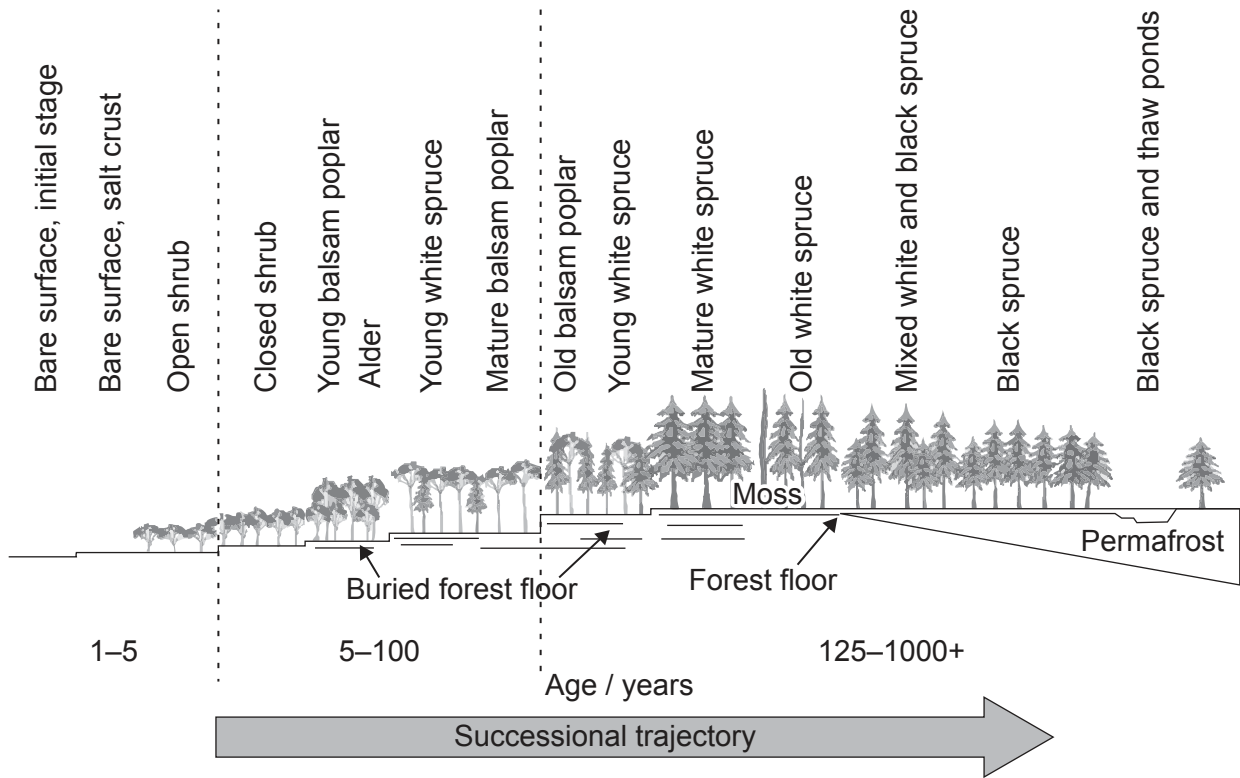 Bare surface, initial stage
Bare surface, salt crust
Open shrub
Closed shrub
Young balsam poplar
Alder
Young white spruce
Mature balsam poplar
Old balsam poplar
Young white spruce
Mature white spruce
Old white spruce
Mixed white and black spruce
Black spruce
Black spruce and thaw ponds
Moss
Permafrost
Buried forest floor
Forest floor
1–5
5–100
125–1000+
Age / years
Successional trajectory